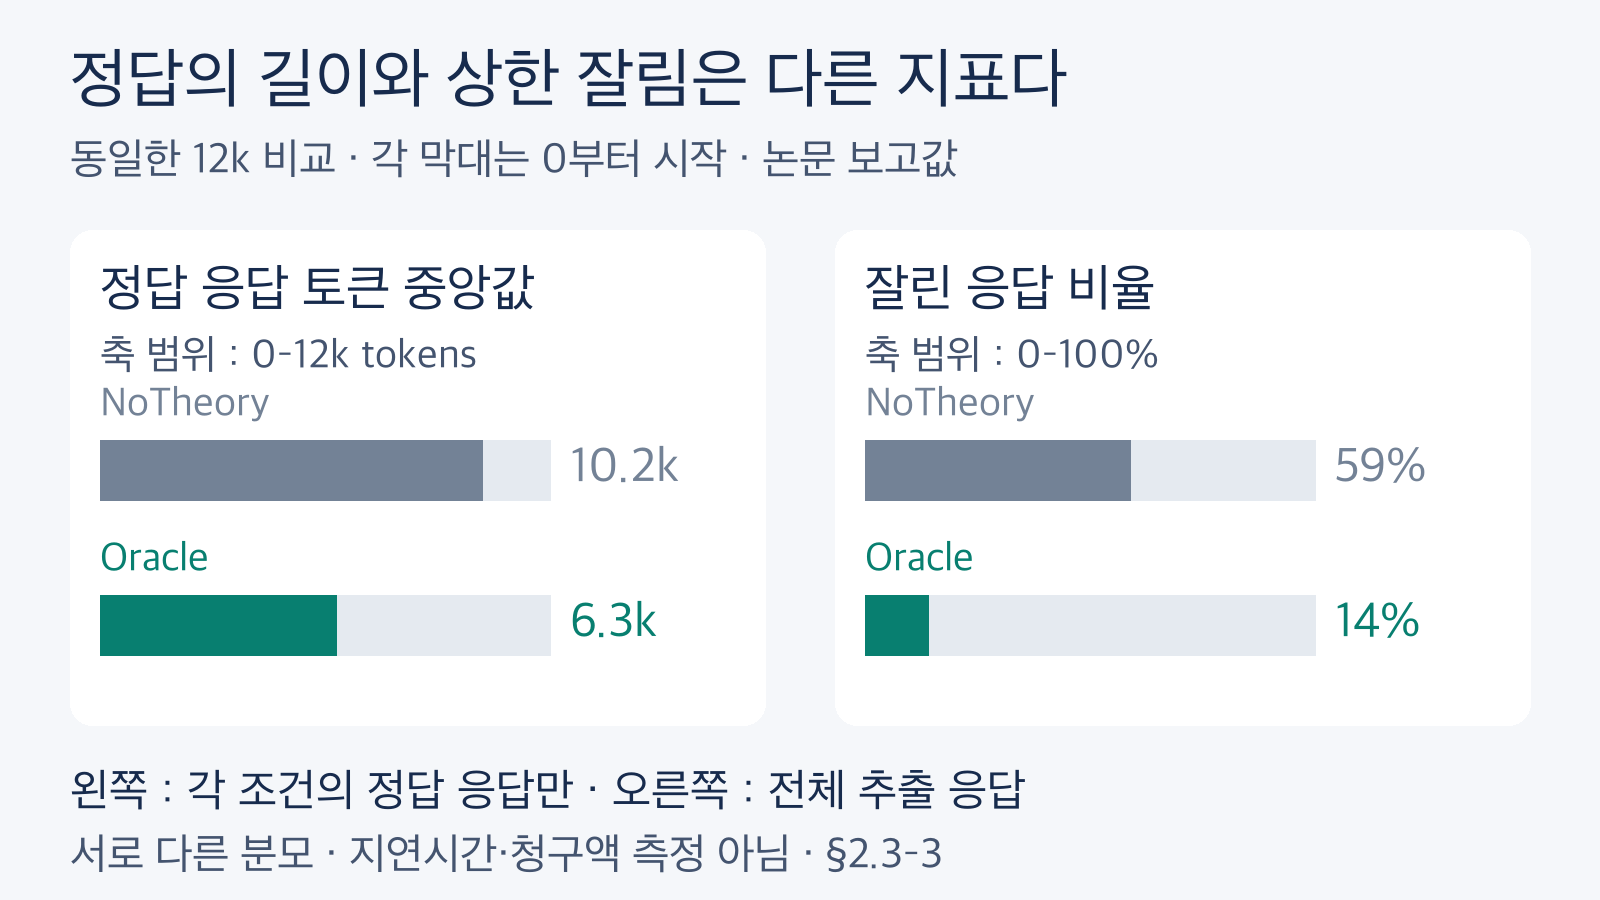 정답의 길이와 상한 잘림은 다른 지표다
동일한 12k 비교 · 각 막대는 0부터 시작 · 논문 보고값
정답 응답 토큰 중앙값
축 범위 : 0-12k tokens
NoTheory
10.2k
Oracle
6.3k
잘린 응답 비율
축 범위 : 0-100%
NoTheory
59%
Oracle
14%
왼쪽 : 각 조건의 정답 응답만 · 오른쪽 : 전체 추출 응답
서로 다른 분모 · 지연시간·청구액 측정 아님 · §2.3-3